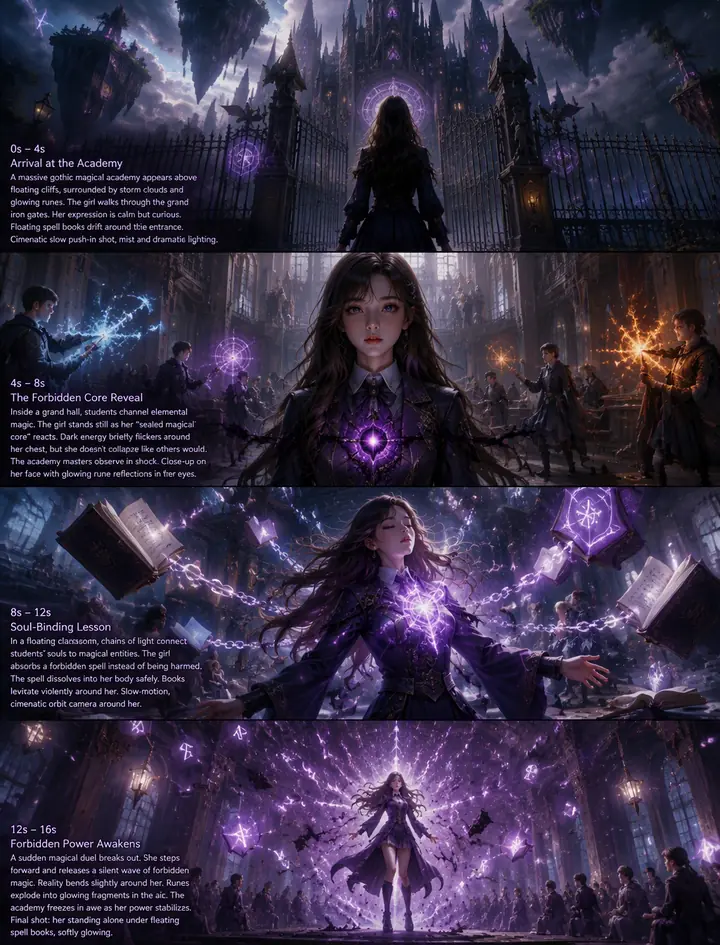 0s – 4s
Arrival at the Academy
A massive gothic magical academy appears above
floating cliffs, surrounded by storm clouds and
glowing runes. The girl walks through the grand
iron gates. Her expression is calm but curious.
Floating spell books drift around the entrance.
Cimenatic slow push-in shot, mist and dramatic lighting.
4s – 8s
The Forbidden Core Reveal
Inside a grand hall, students channel elemental
magic. The girl stands still as her "sealed magical
core" reacts. Dark energy briefly flickers around
her chest, but she doesn't collapse like others would.
The academy masters observe in shock. Close-up on
her face with glowing rune reflections in her eyes.
8s – 12s
Soul-Binding Lesson
In a floating classroom, chains of light connect
students' souls to magical entities. The girl
absorbs a forbidden spell instead of being harmed.
The spell dissolves into her body safely. Books
levitate violently around her. Slow-motion,
cimenatic orbit camera around her.
12s – 16s
Forbidden Power Awakens
A sudden magical duel breaks out. She steps
forward and releases a silent wave of forbidden
magic. Reality bends slightly around her. Runes
explode into glowing fragments in the aic. The
academy freezes in awe as her power stabilizzs.
Final shot: her standing alone under fleating
spell books, softly glowing.